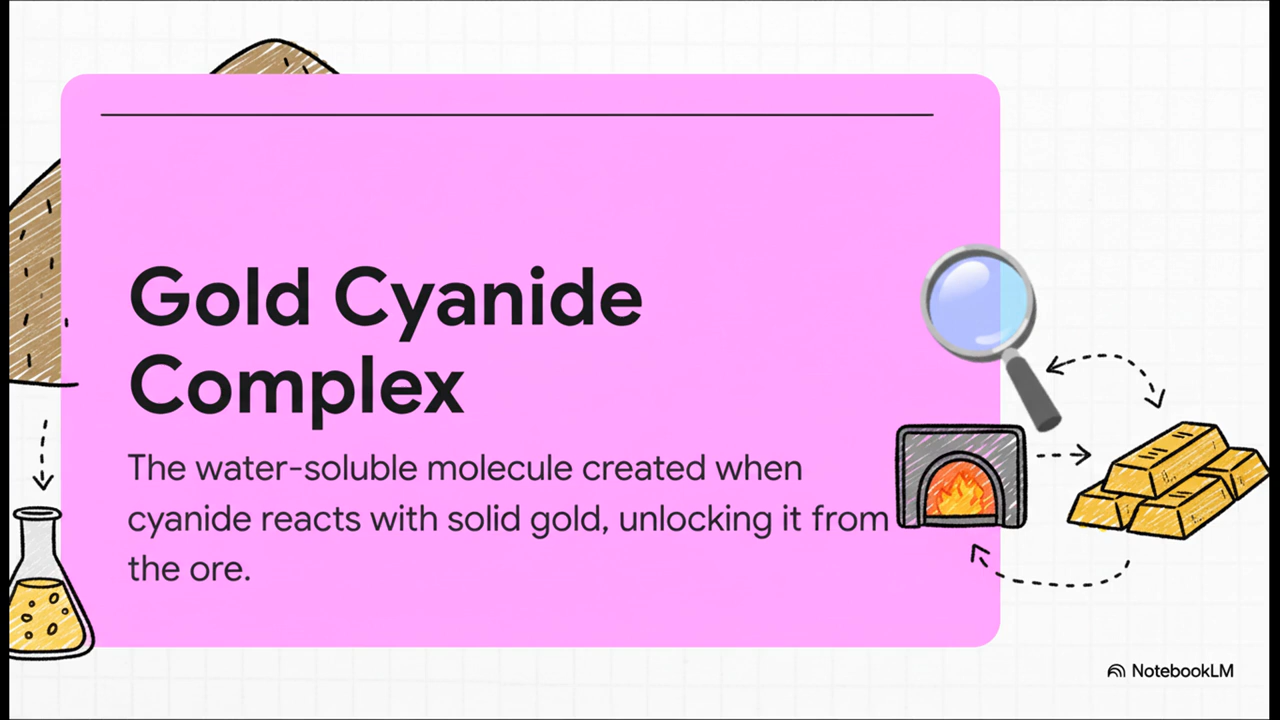 Gold Cyanide
Complex
The water-soluble molecule created when
cyanide reacts with solid gold, unlocking it from
the ore.
NotebookLM